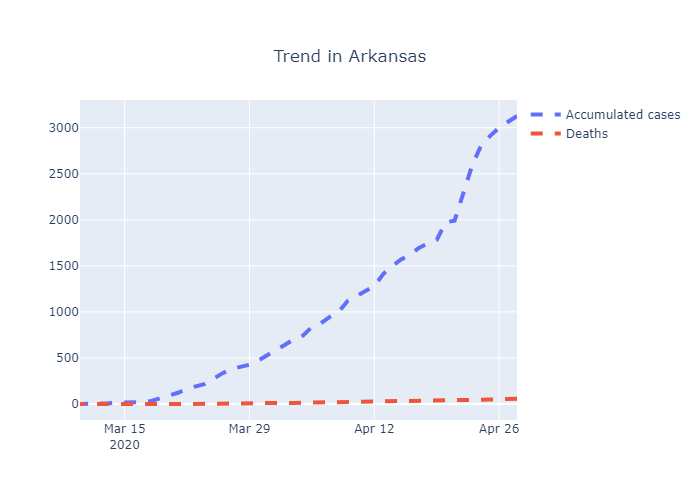 Trend in Arkansas
Accumulated cases
Deaths
3000
2500
2000
1500
1000
500
0
Mar 15
2020
Mar 29
Apr 12
Apr 26